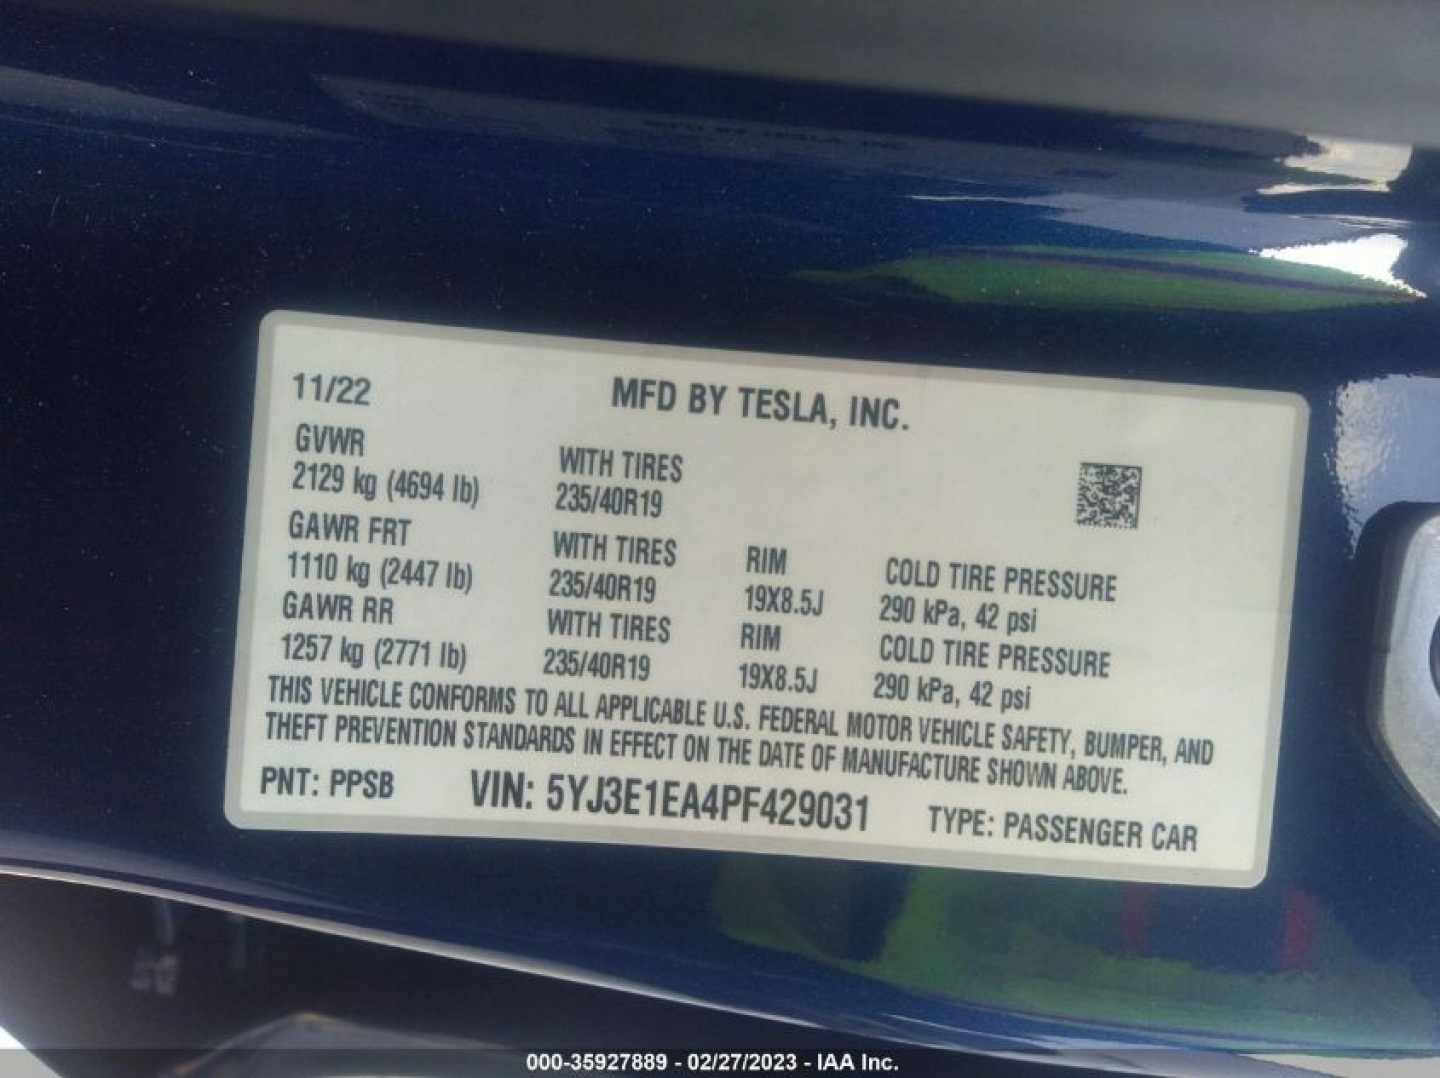 11/22 MFD BY TESLA, INC.
GVWR WITH TIRES
2129 kg (4694 lb) 235/40R19
GAWR FRT WITH TIRES RIM COLD TIRE PRESSURE
1110 kg (2447 lb) 235/40R19 19X8.5J 290 kPa, 42 psi
GAWR RR WITH TIRES RIM COLD TIRE PRESSURE
1257 kg (2771 lb) 235/40R19 19X8.5J 290 kPa, 42 psi
THIS VEHICLE CONFORMS TO ALL APPLICABLE U.S. FEDERAL MOTOR VEHICLE SAFETY, BUMPER, AND
THEFT PREVENTION STANDARDS IN EFFECT ON THE DATE OF MANUFACTURE SHOWN ABOVE.
PNT: PPSB VIN: 5YJ3E1EA4PF429031 TYPE: PASSENGER CAR
000-35927889 - 02/27/2023 - IAA Inc.